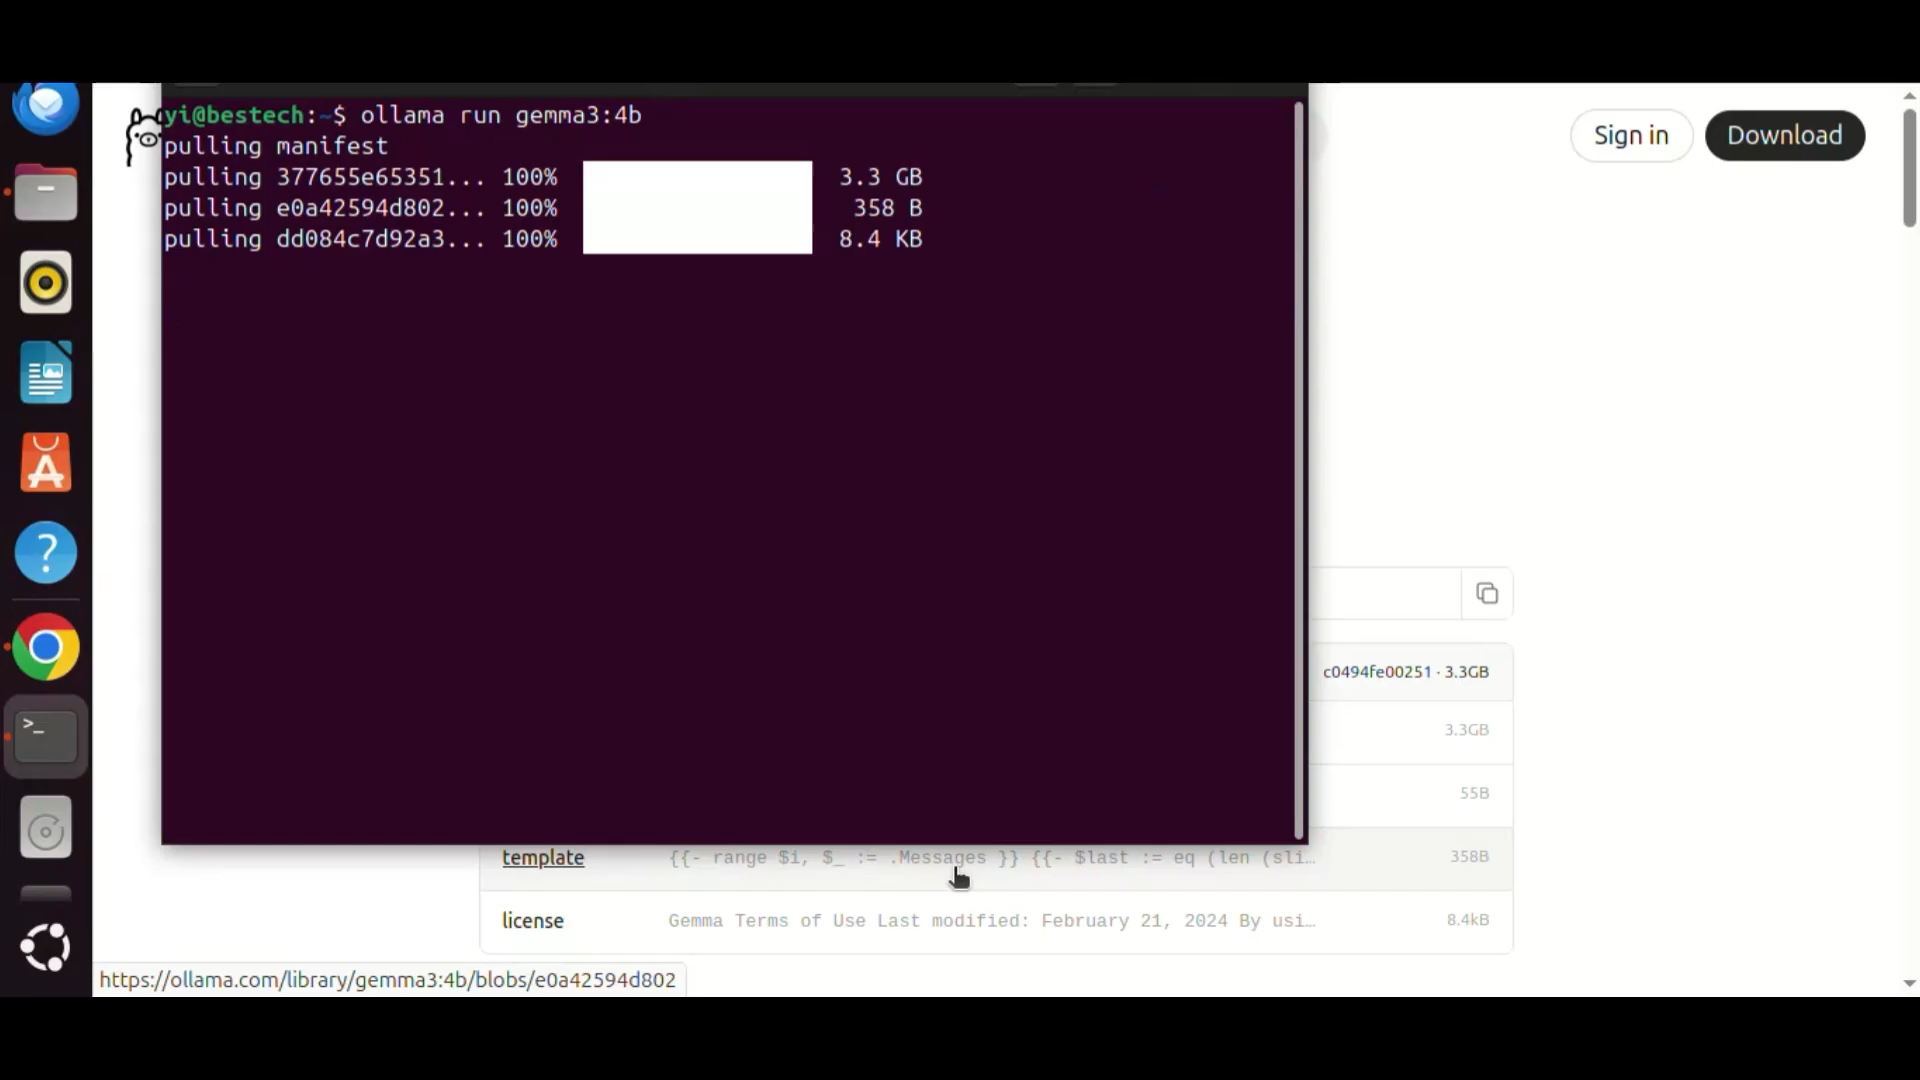 yi@bestech:~$ ollama run gemma3:4b
pulling manifest
pulling 377655e65351... 100% 3.3 GB
pulling e0a42594d802... 100% 358 B
pulling dd084c7d92a3... 100% 8.4 KB
Sign in
Download
c0494fe00251 · 3.3GB
3.3GB
55B
template {{- range $i, $_ := .Messages }} {{- $last := eq (len (sli… 358B
license Gemma Terms of Use Last modified: February 21, 2024 By usi… 8.4kB
https://ollama.com/library/gemma3:4b/blobs/e0a42594d802